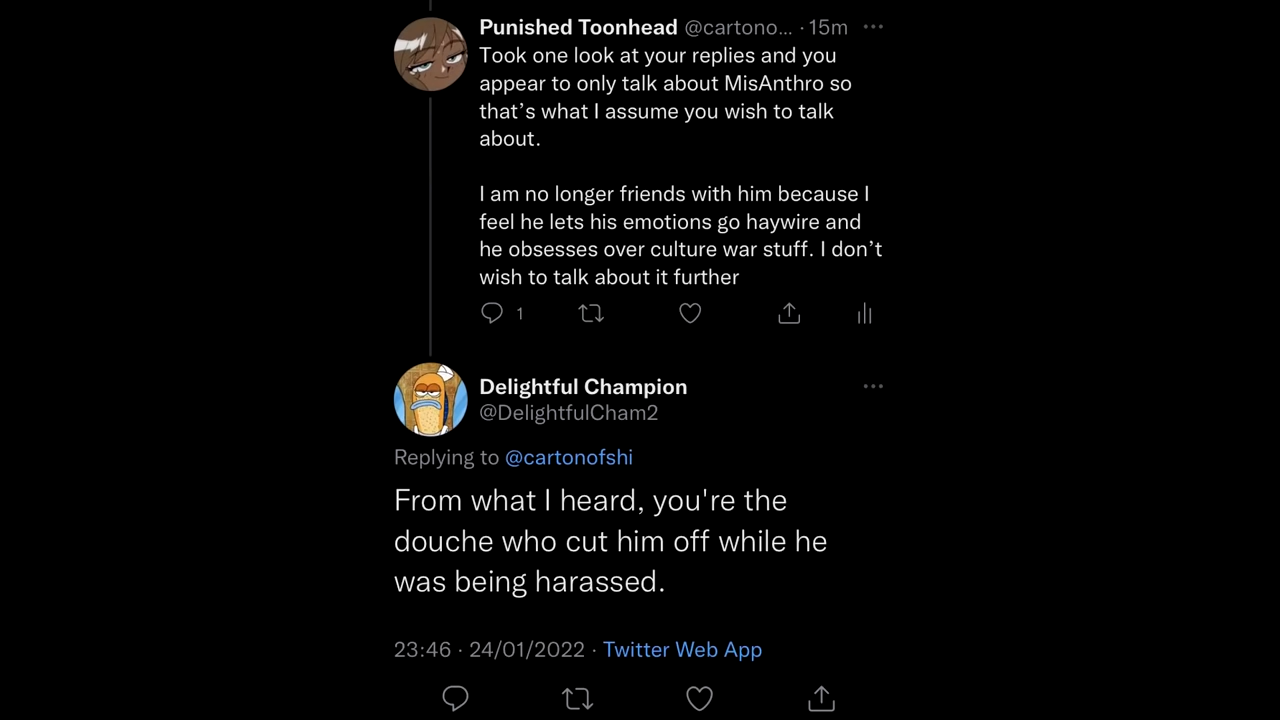 Punished Toonhead @cartono... · 15m
Took one look at your replies and you
appear to only talk about MisAnthro so
that’s what I assume you wish to talk
about.
I am no longer friends with him because I
feel he lets his emotions go haywire and
he obsesses over culture war stuff. I don’t
wish to talk about it further
1
Delightful Champion
@DelightfulCham2
Replying to @cartonofshi
From what I heard, you're the
douche who cut him off while he
was being harassed.
23:46 · 24/01/2022 · Twitter Web App